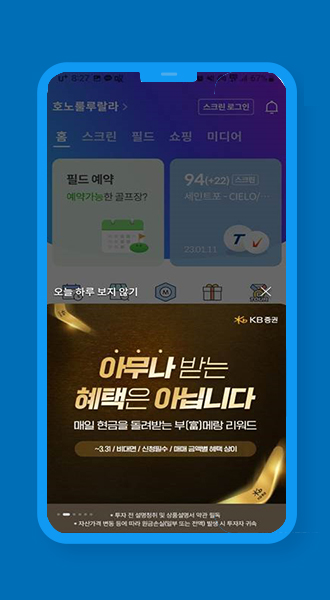 8:27
67%
호노룰루랄라 >
스크린 로그인
홈 스크린 필드 쇼핑 미디어
필드 예약
예약가능한 골프장?
94(+22) 스크린
세인트포 - CIELO/…
23.01.11
T V
M
TOUR
오늘 하루 보지 않기
KB증권
아무나 받는
혜택은 아닙니다
매일 현금을 돌려받는 부(富)메랑 리워드
~3.31 / 비대면 / 신청필수 / 매매 금액별 혜택 상이
• 투자 전 설명청취 및 상품설명서 약관 필독
• 자산가격 변동 등에 따라 원금손실(일부 또는 전액) 발생 시 투자자 귀속